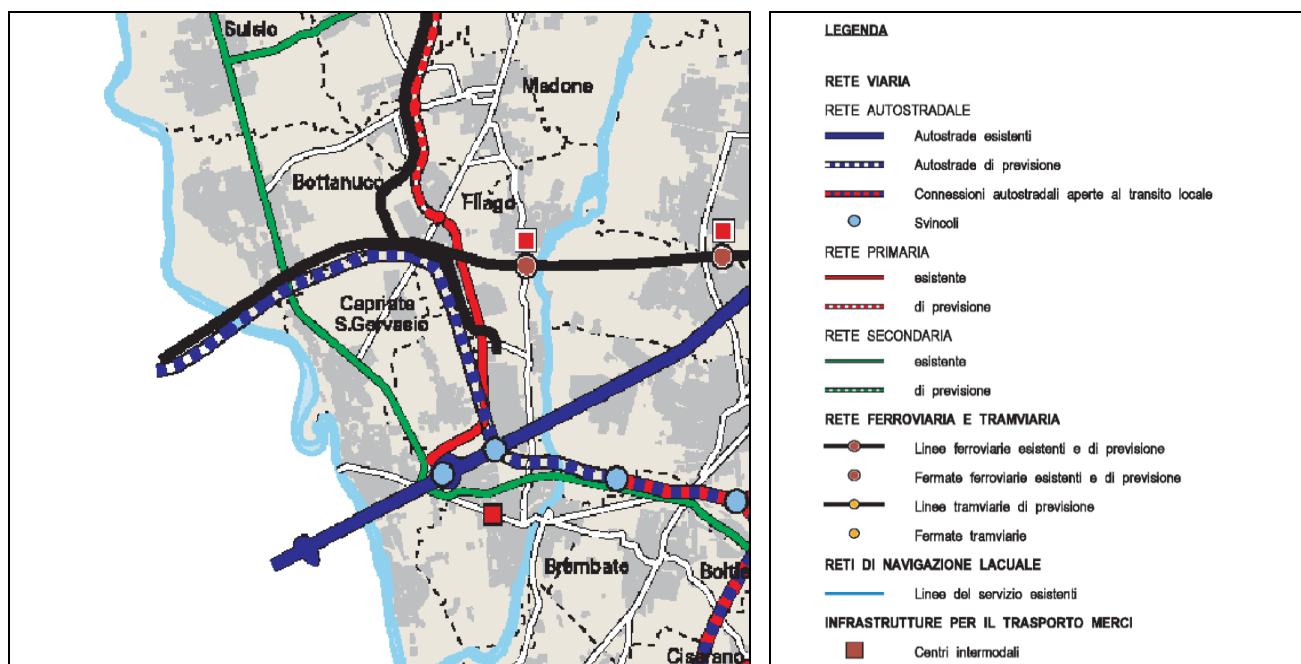 Suisio
Madone
Bottanuco
Filago
Capriate
S.Gervasio
Brembate
Ciserano
LEGENDA
RETE VIARIA
RETE AUTOSTRADALE
Autostrade esistenti
Autostrade di previsione
Connessioni autostradali aperte al transito locale
Svincoli
RETE PRIMARIA
esistente
di previsione
RETE SECONDARIA
esistente
di previsione
RETE FERROVIARIA E TRAMVIARIA
Linee ferroviarie esistenti e di previsione
Fermate ferroviarie esistenti e di previsione
Linee tramviarie di previsione
Fermate tramviarie
RETI DI NAVIGAZIONE LACUALE
Linee del servizio esistenti
INFRASTRUTTURE PER IL TRASPORTO MERCI
Centri intermodali